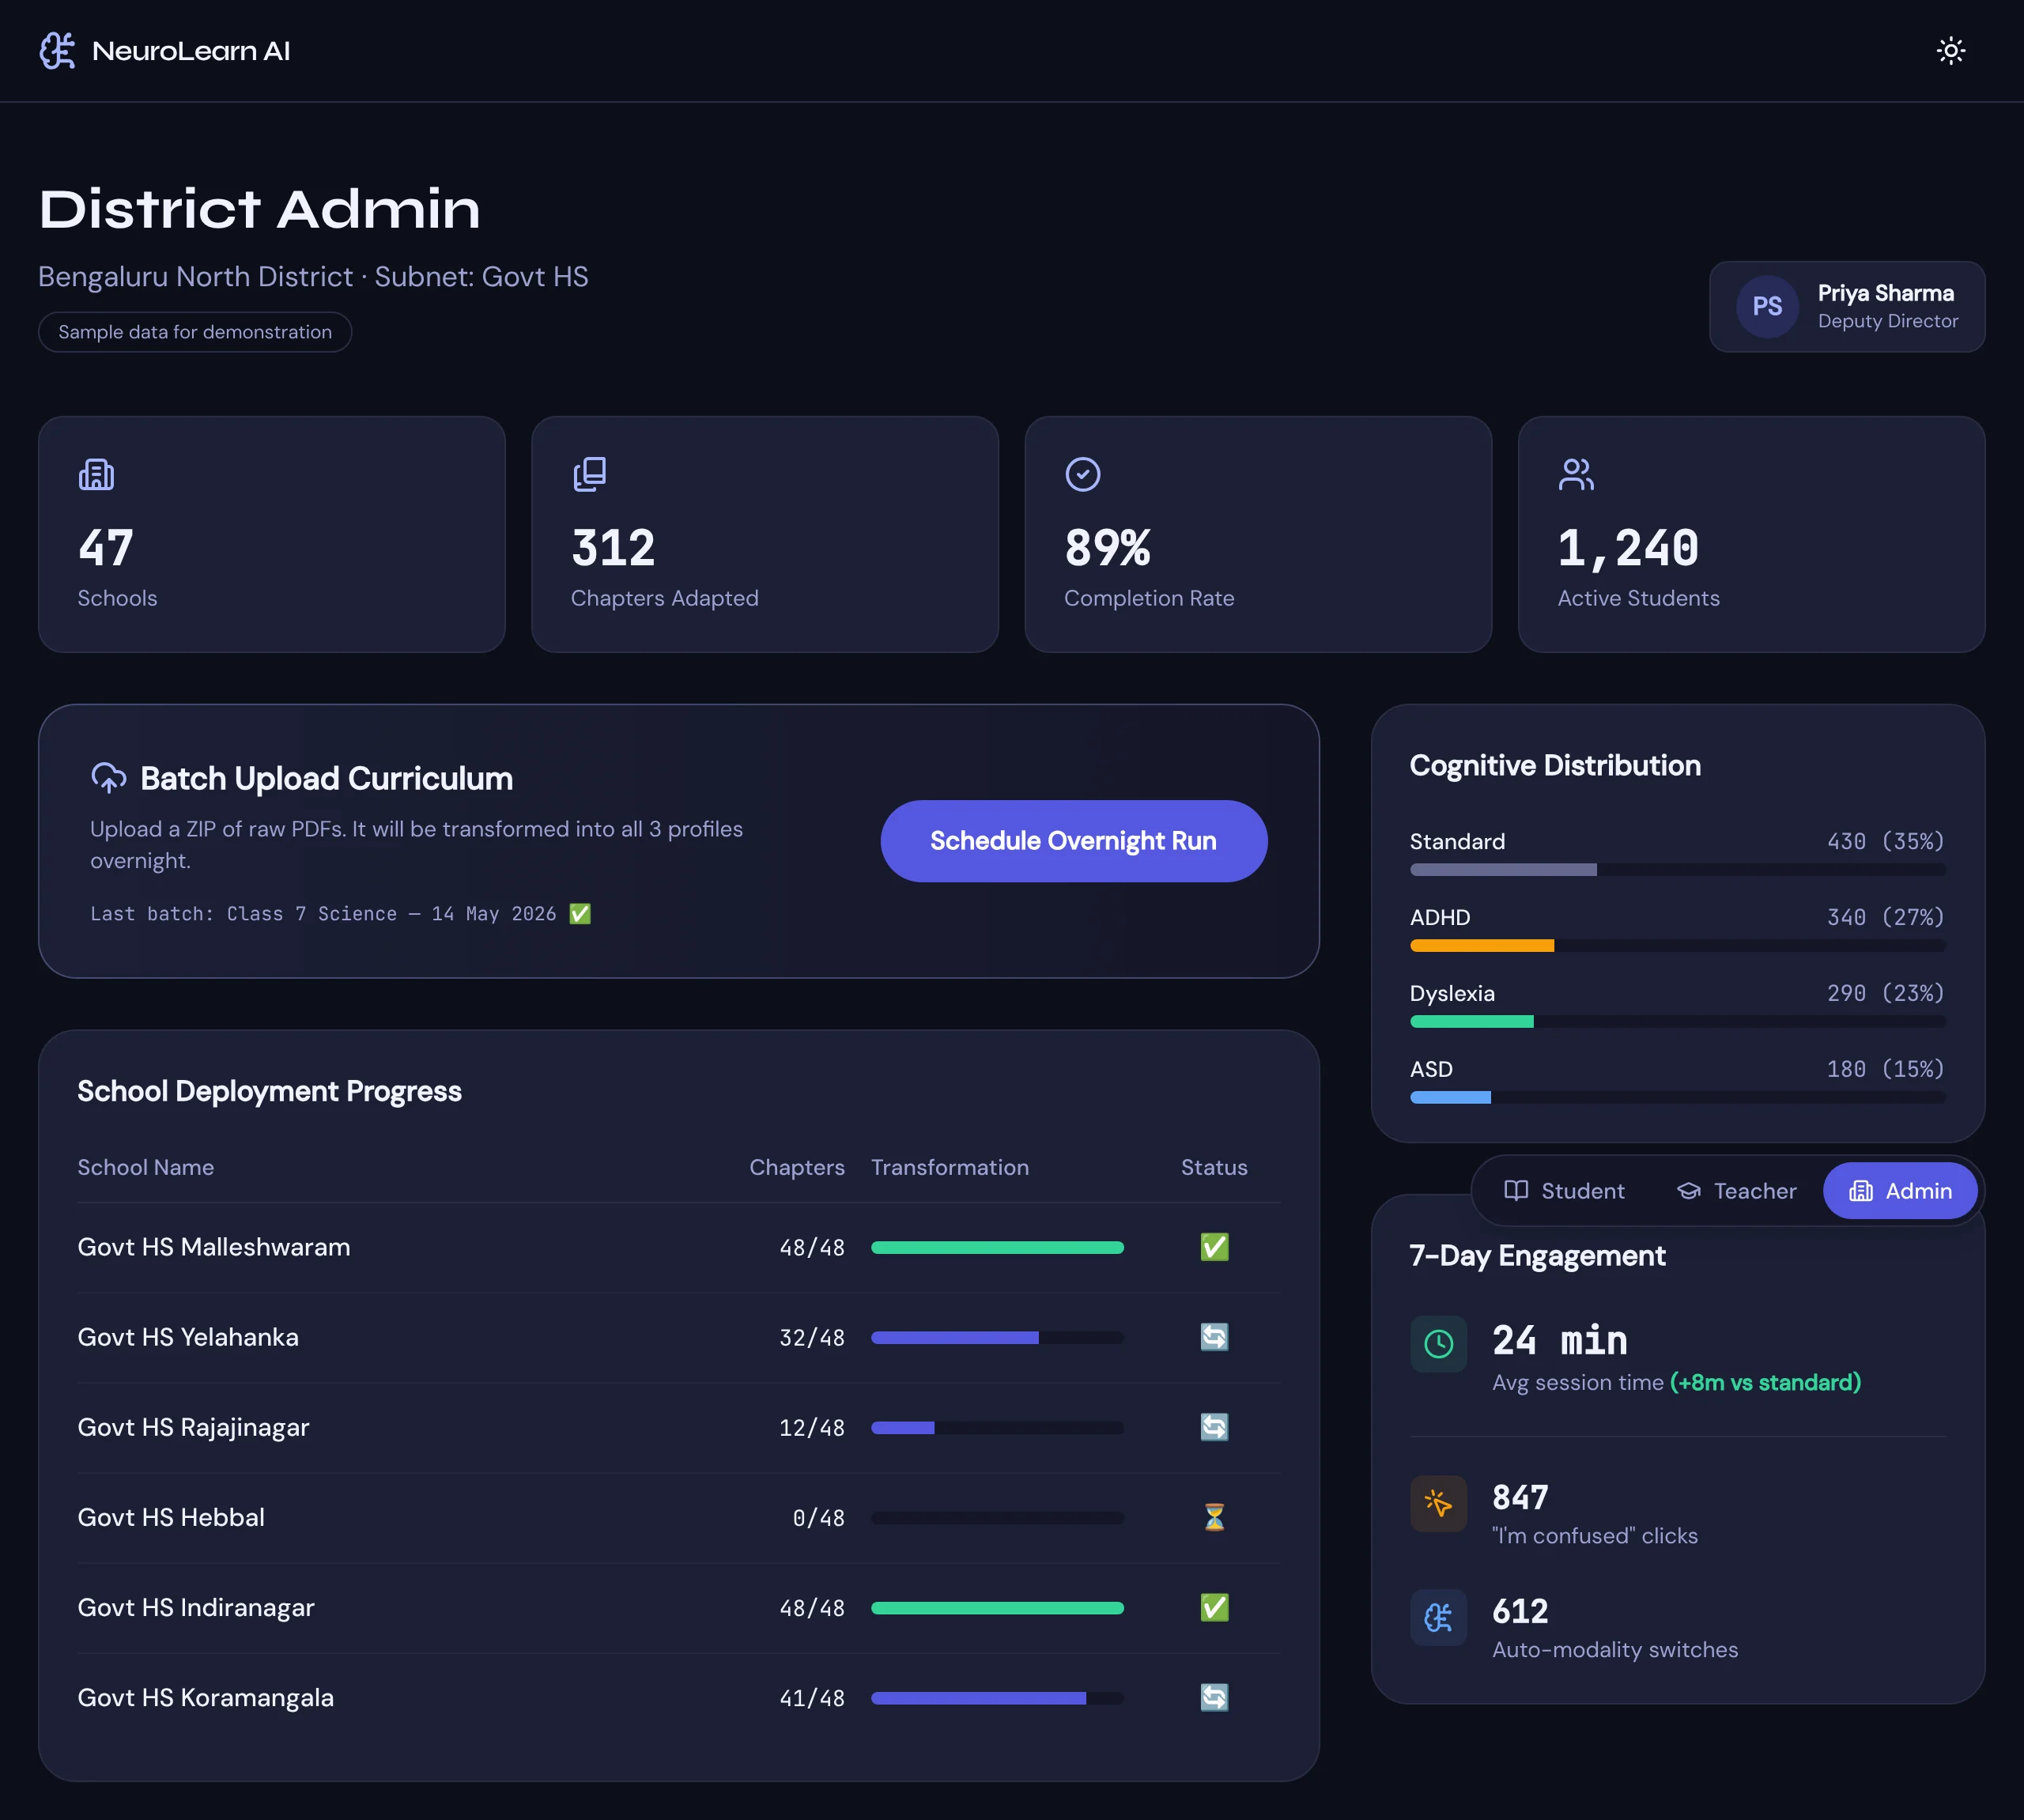 NeuroLearn AI
District Admin
Bengaluru North District · Subnet: Govt HS
Sample data for demonstration
PS
Priya Sharma
Deputy Director
47
Schools
312
Chapters Adapted
89%
Completion Rate
1,240
Active Students
Batch Upload Curriculum
Upload a ZIP of raw PDFs. It will be transformed into all 3 profiles
overnight.
Last batch: Class 7 Science — 14 May 2026 ✅
Schedule Overnight Run
School Deployment Progress
School Name Chapters Transformation Status
Govt HS Malleshwaram 48/48 ✅
Govt HS Yelahanka 32/48 🔄
Govt HS Rajajinagar 12/48 🔄
Govt HS Hebbal 0/48 ⏳
Govt HS Indiranagar 48/48 ✅
Govt HS Koramangala 41/48 🔄
Cognitive Distribution
Standard 430 (35%)
ADHD 340 (27%)
Dyslexia 290 (23%)
ASD 180 (15%)
Student Teacher Admin
7-Day Engagement
24 min
Avg session time (+8m vs standard)
847
"I'm confused" clicks
612
Auto-modality switches